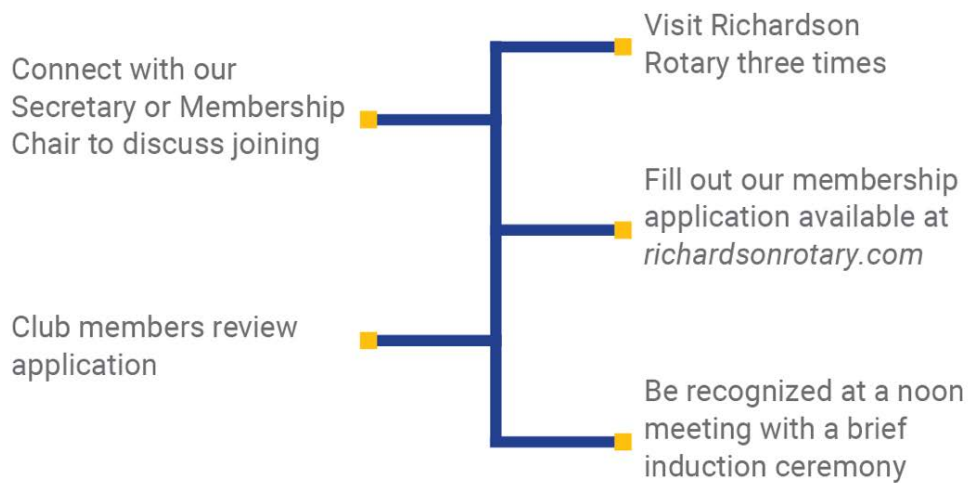 Visit Richardson
Rotary three times
Connect with our
Secretary or Membership
Chair to discuss joining
Fill out our membership
application available at
richardsonrotary.com
Club members review
application
Be recognized at a noon
meeting with a brief
induction ceremony